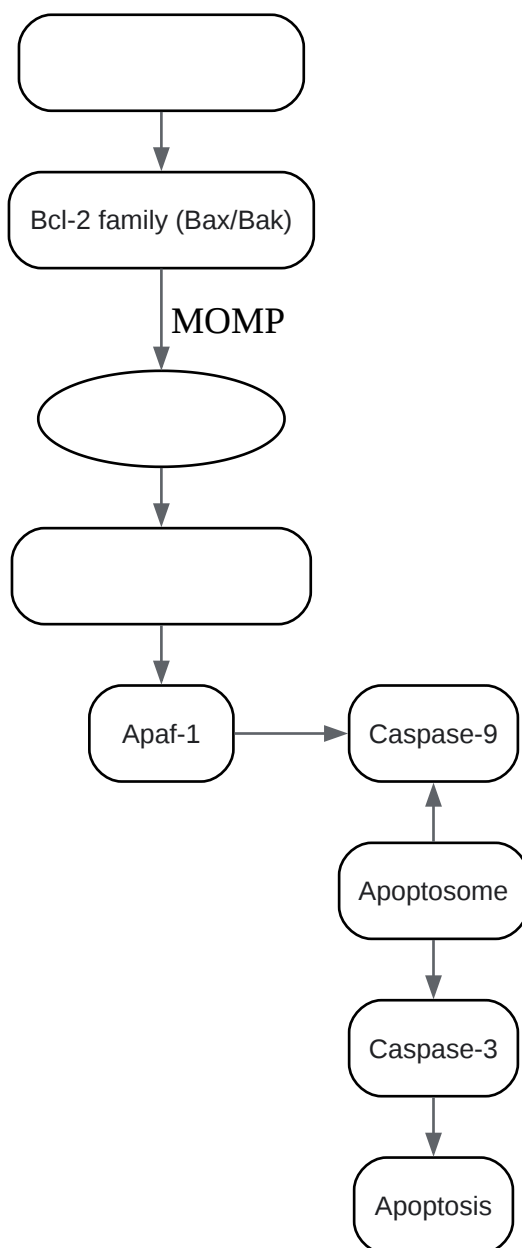 Bcl-2 family (Bax/Bak)
MOMP
Apaf-1
Caspase-9
Apoptosome
Caspase-3
Apoptosis